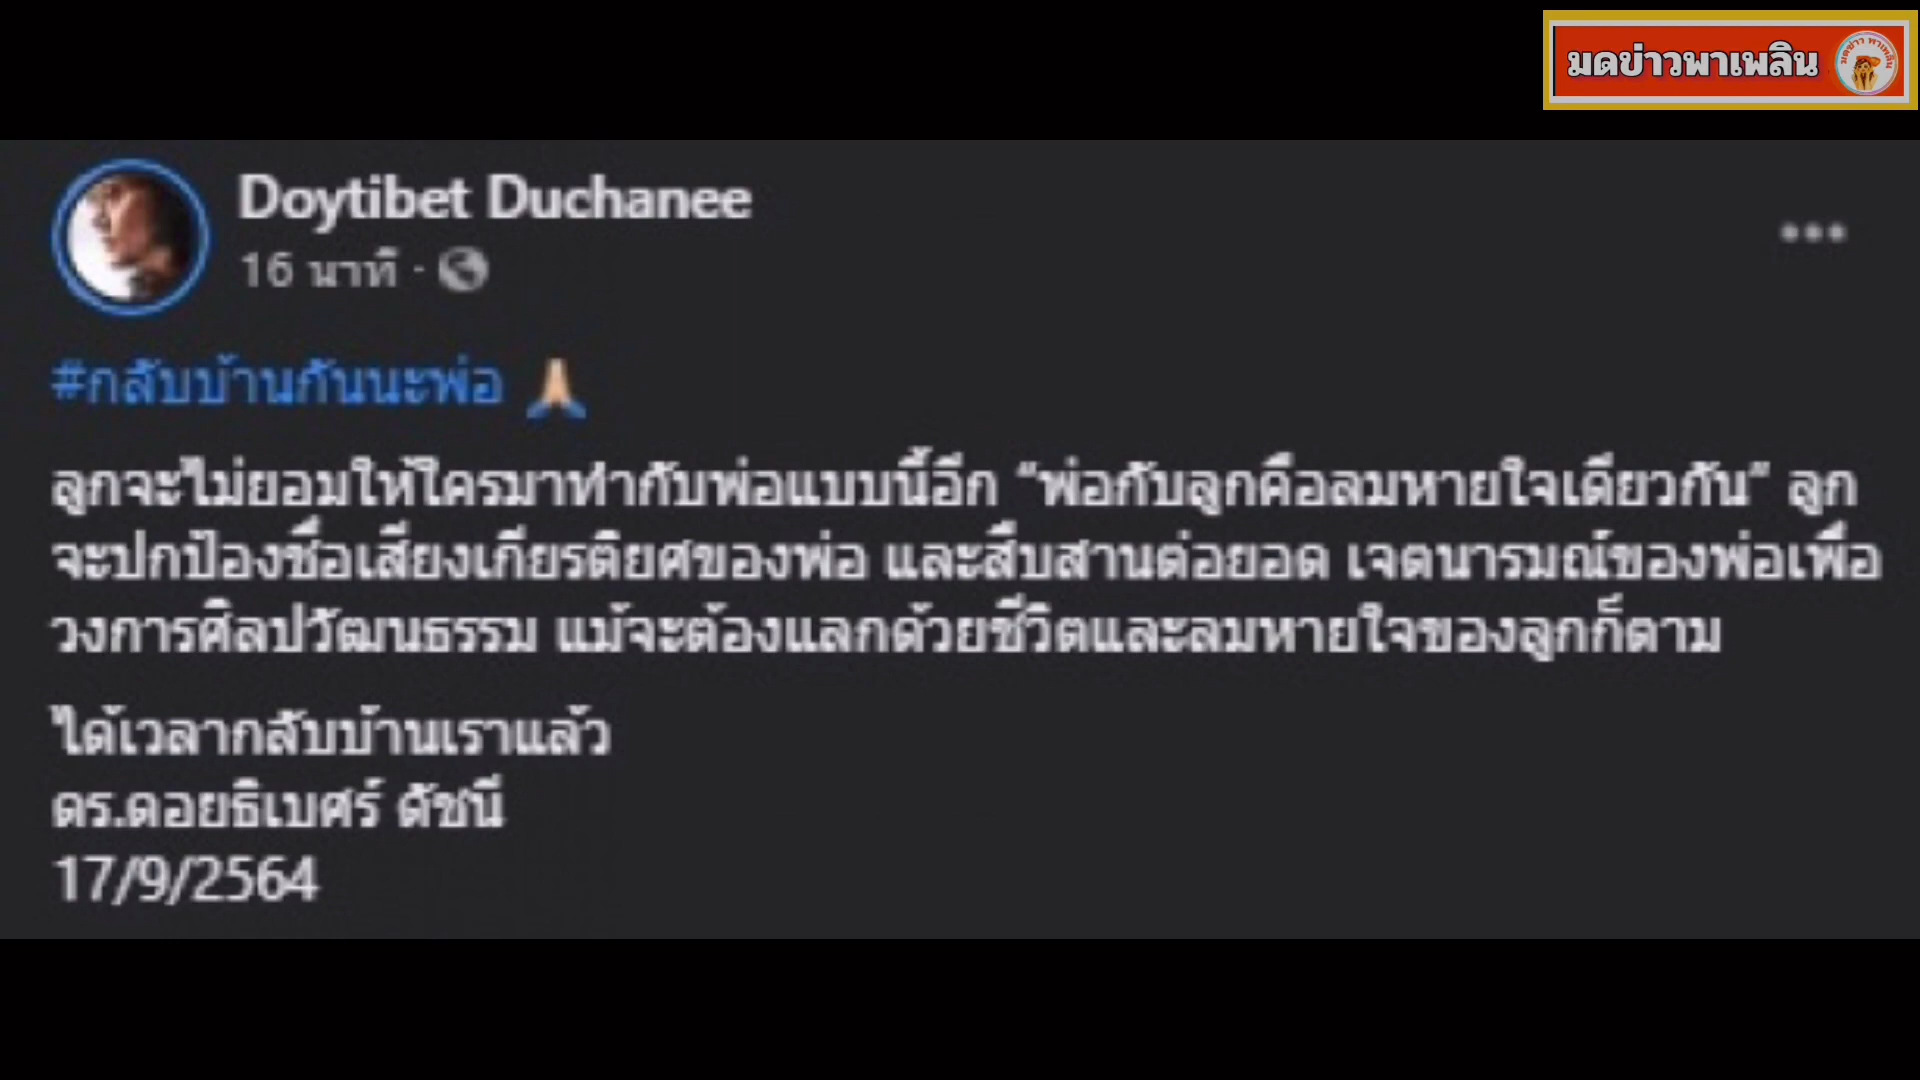 มดข่าวพาเพลิน
มดข่าว พาเพลิน
Doytibet Duchanee
16 นาที ·
#กลับบ้านกันนะพ่อ 🙏🏼
ลูกจะไม่ยอมให้ใครมาทำกับพ่อแบบนี้อีก “พ่อกับลูกคือลมหายใจเดียวกัน” ลูก
จะปกป้องชื่อเสียงเกียรติยศของพ่อ และสืบสานต่อยอด เจตนารมณ์ของพ่อเพื่อ
วงการศิลปวัฒนธรรม แม้จะต้องแลกด้วยชีวิตและลมหายใจของลูกก็ตาม
ได้เวลากลับบ้านเราแล้ว
ดร.ดอยธิเบศร์ ดัชนี
17/9/2564